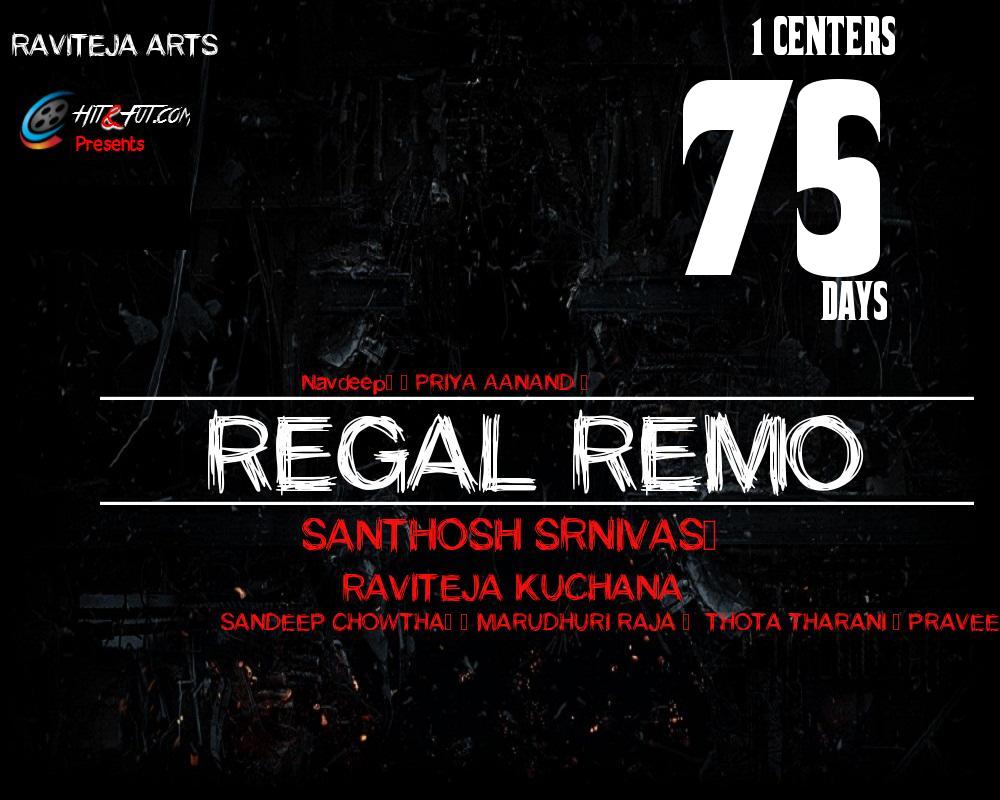 RAVITEJA ARTS
HIT&FUT.COM
Presents
1 CENTERS
75
DAYS
Navdeep PRIYA AANAND
REGAL REMO
SANTHOSH SRNIVAS
RAVITEJA KUCHANA
SANDEEP CHOWTHA MARUDHURI RAJA THOTA THARANI PRAVEE